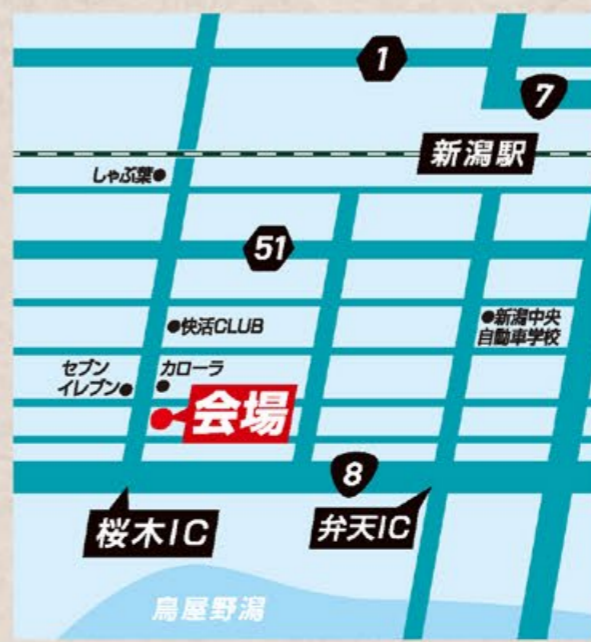 1
7
新潟駅
しゃぶ葉
51
快活CLUB
新潟中央
自動車学校
セブン
イレブン
カローラ
会場
8
桜木IC
弁天IC
鳥屋野潟